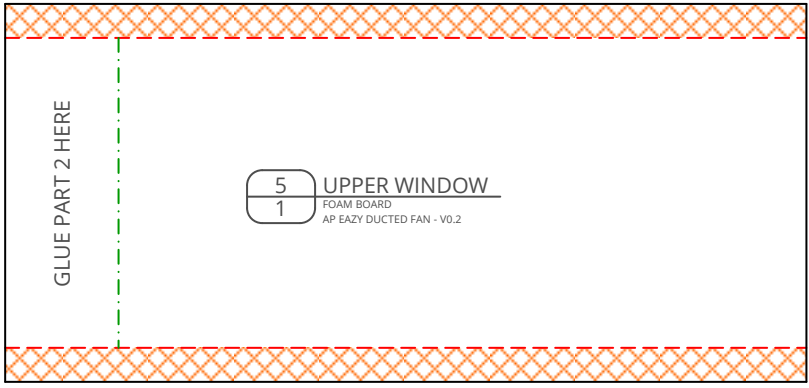 GLUE PART 2 HERE
5
1
UPPER WINDOW
FOAM BOARD
AP EAZY DUCTED FAN - V0.2